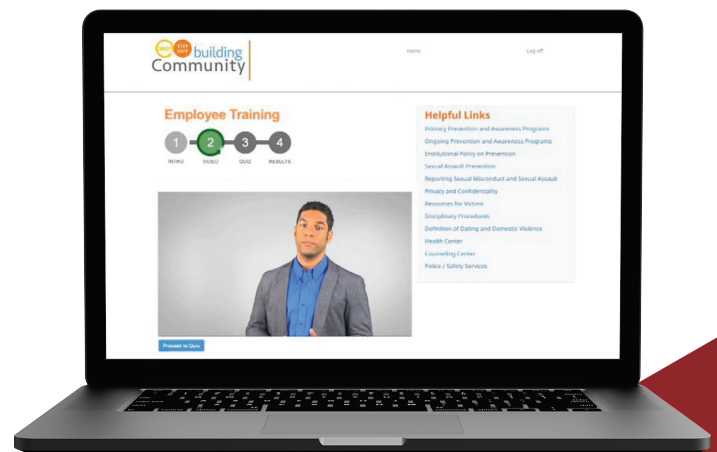 STAY SAFE
building
Community
Home
Log off
Employee Training
1 2 3 4
INTRO VIDEO QUIZ RESULTS
Helpful Links
Primary Prevention and Awareness Programs
Ongoing Prevention and Awareness Programs
Institutional Policy on Prevention
Sexual Assault Prevention
Reporting Sexual Misconduct and Sexual Assault
Privacy and Confidentiality
Resources for Victims
Disciplinary Procedures
Definition of Dating and Domestic Violence
Health Center
Counseling Center
Police / Safety Services
Proceed to Quiz